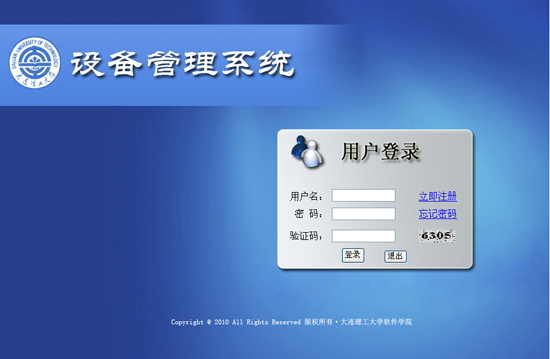 DALIAN UNIVERSITY OF TECHNOLOGY
大连理工大学
设备管理系统
用户登录
用户名： 立即注册
密 码： 忘记密码
验证码： 6305
登录 退出
Copyright @ 2010 All Rights Reserved 版权所有·大连理工大学软件学院